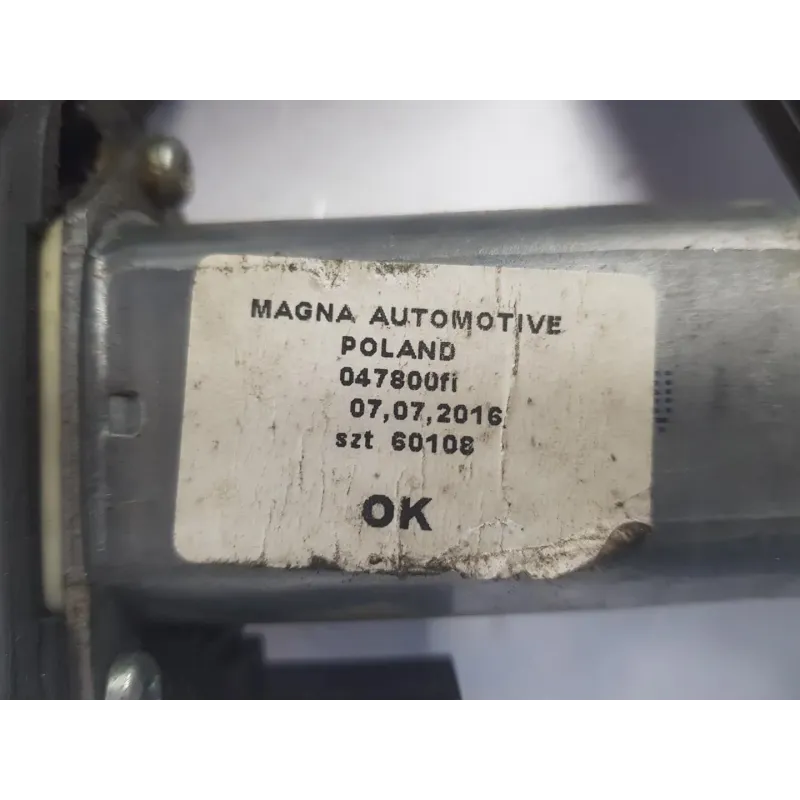 MAGNA AUTOMOTIVE
POLAND
047800fi
07,07,2016
szt 60108
OK